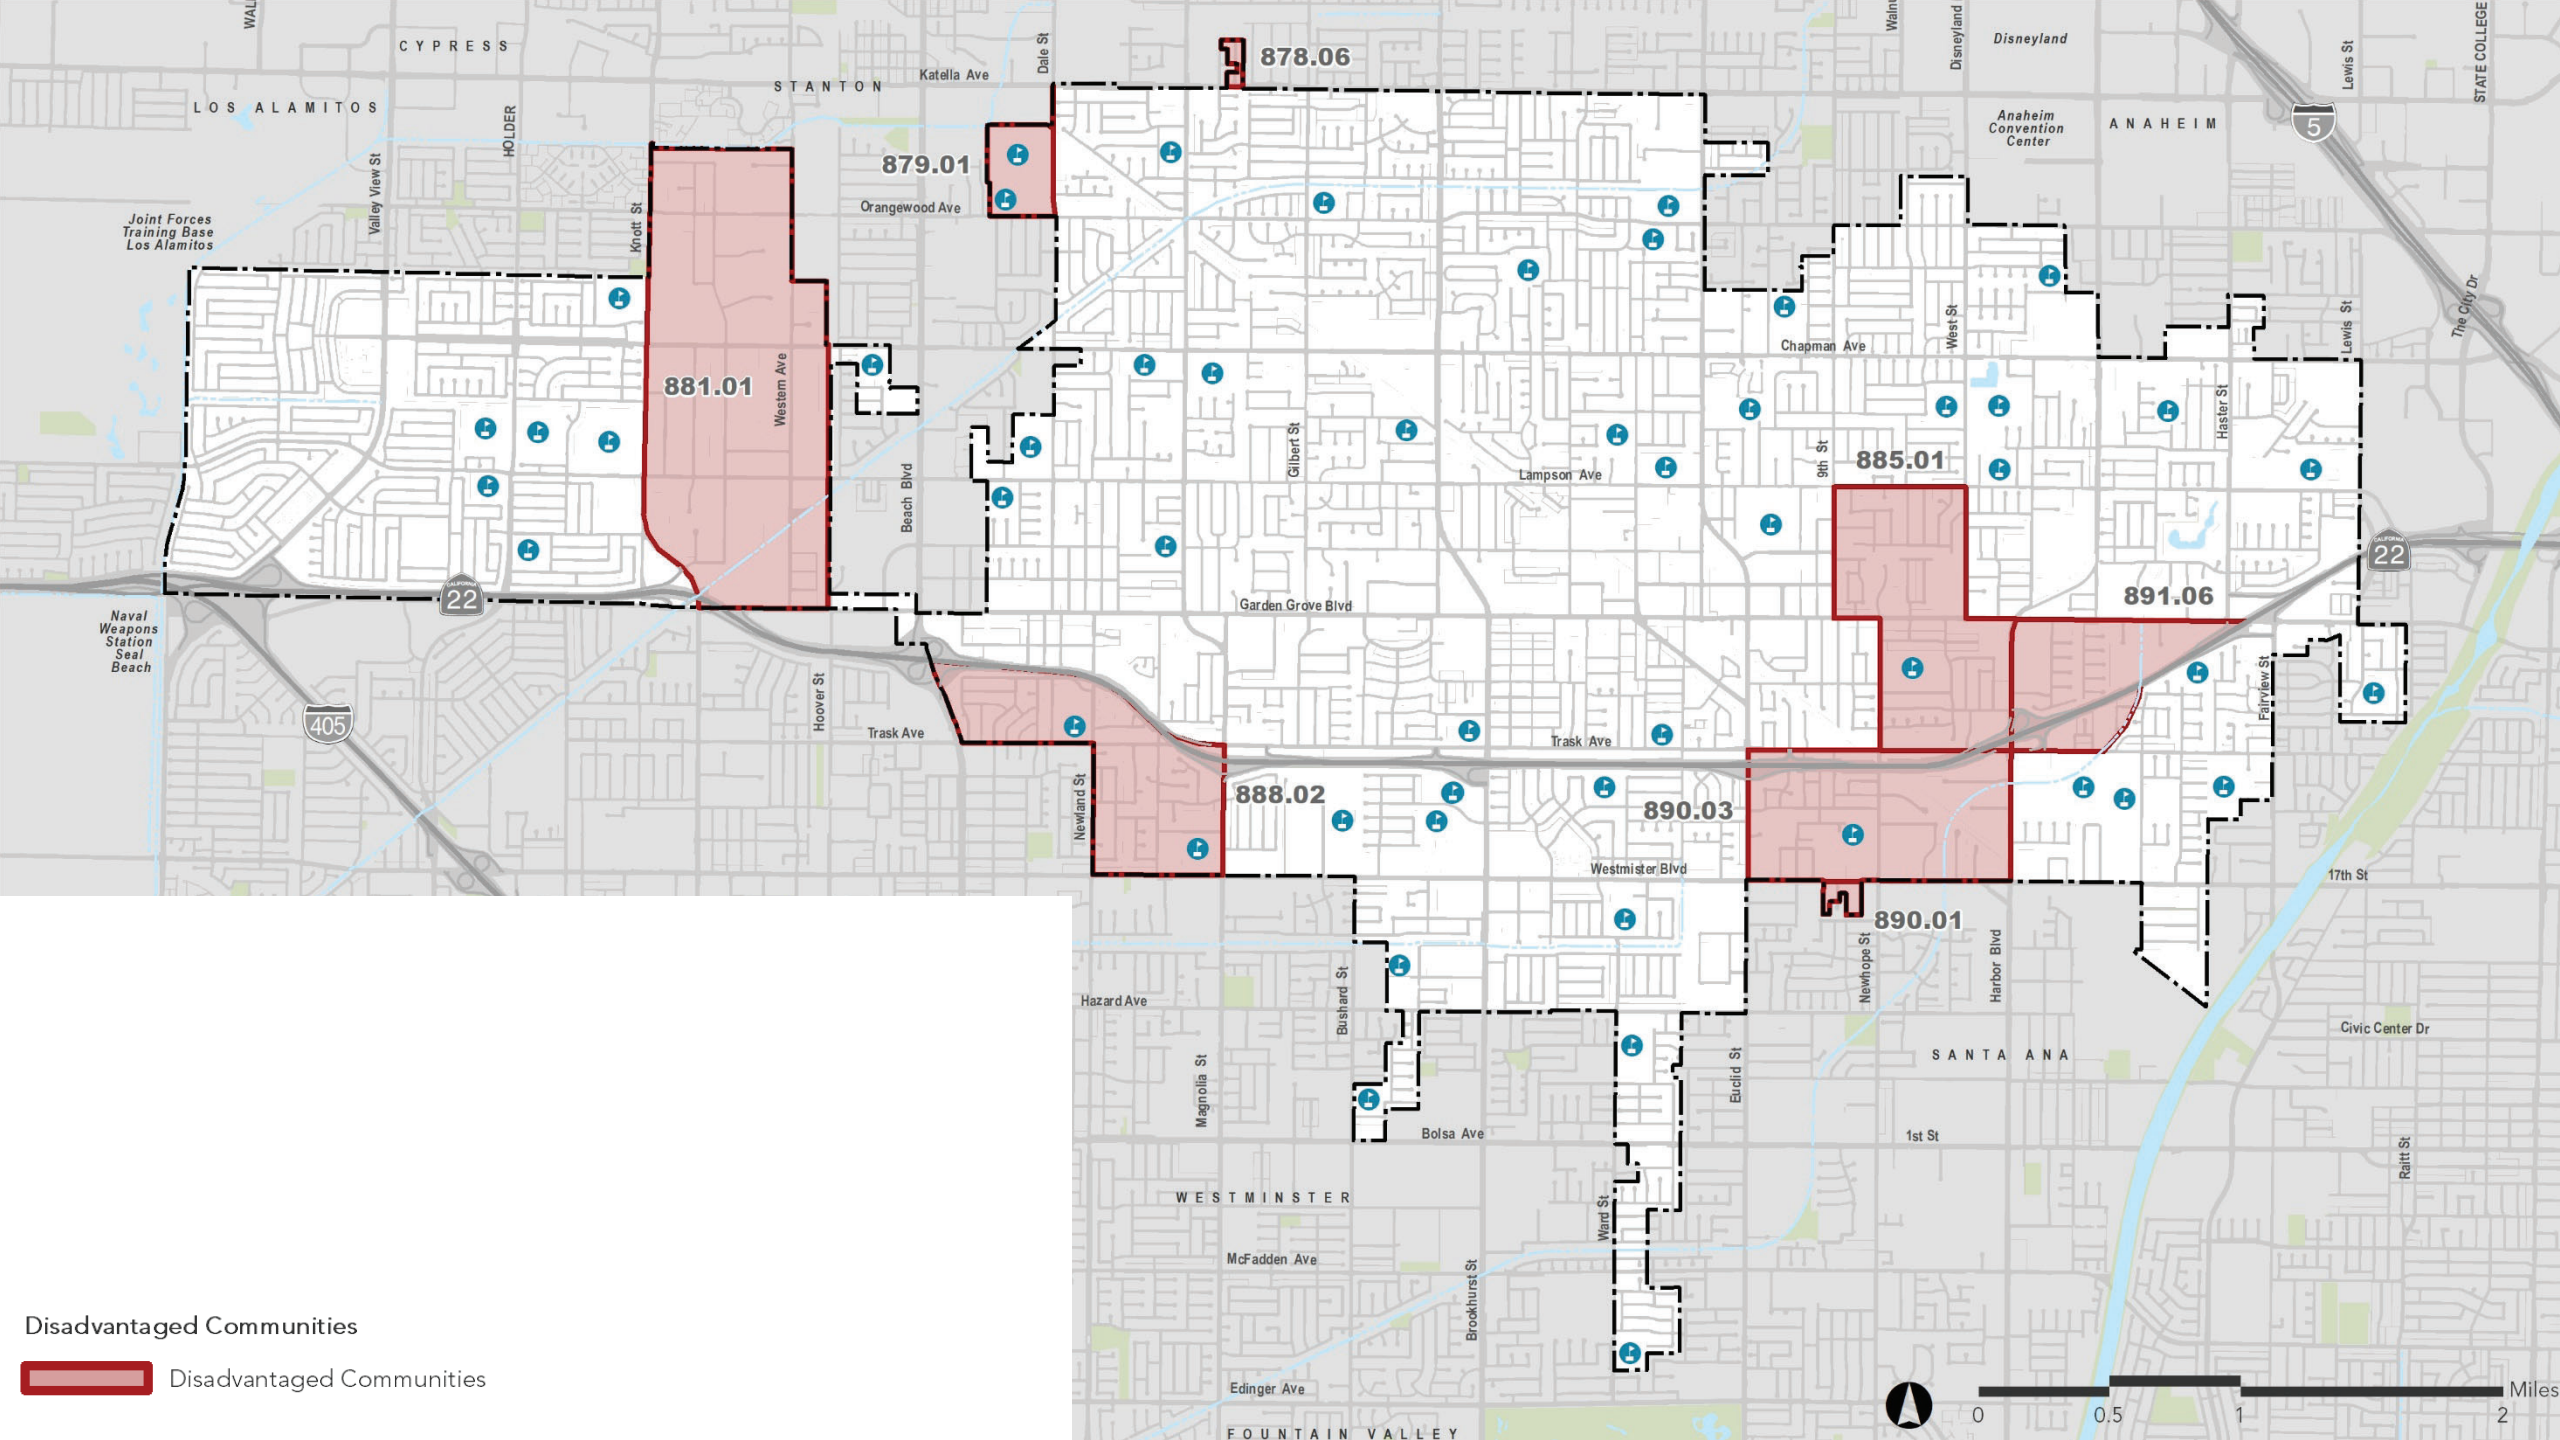 WAL
CYPRESS
Katella Ave
Dale St
878.06
Disneyland
Disneyland
Lewis St
STATE COLLEGE
STANTON
LOS ALAMITOS
HOLDER
Anaheim
Convention
Center
ANAHEIM
5
Valley View St
879.01
Knott St
Orangewood Ave
Joint Forces
Training Base
Los Alamitos
The City Dr
Lewis St
West St
Chapman Ave
881.01
Western Ave
Haster St
Gilbert St
9th St
885.01
Lampson Ave
Beach Blvd
CALIFORNIA
22
CALIFORNIA
22
891.06
Garden Grove Blvd
Naval
Weapons
Station
Seal
Beach
Hoover St
Fairview St
405
Trask Ave
Trask Ave
Newland St
888.02
890.03
Westmister Blvd
17th St
890.01
Newhope St
Harbor Blvd
Bushard St
Hazard Ave
Civic Center Dr
SANTA ANA
Magnolia St
Euclid St
Bolsa Ave
1st St
Raitt St
WESTMINSTER
Ward St
McFadden Ave
Brookhurst St
Edinger Ave
FOUNTAIN VALLEY
Disadvantaged Communities
Disadvantaged Communities
Miles
0 0.5 1 2